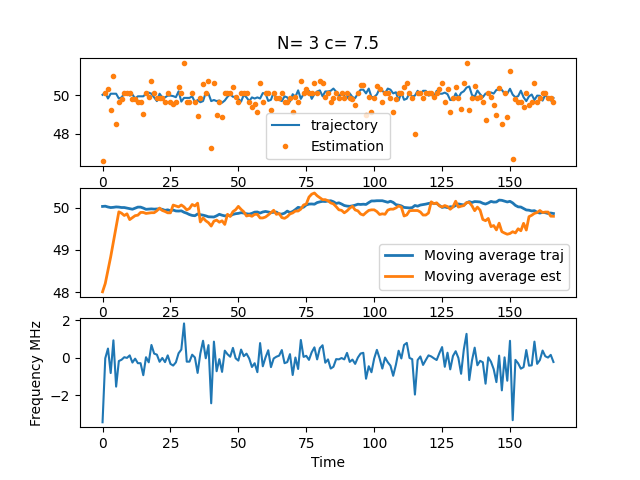 N= 3 c= 7.5
50
48
trajectory
Estimation
0 25 50 75 100 125 150
50
49
48
Moving average traj
Moving average est
0 25 50 75 100 125 150
2
0
−2
Frequency MHz
0 25 50 75 100 125 150
Time